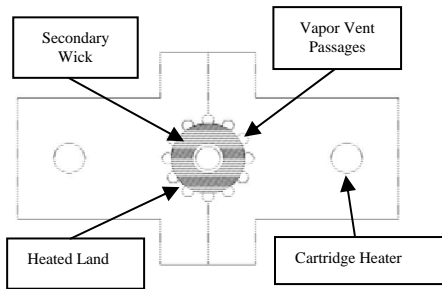 Secondary
Wick
Vapor Vent
Passages
Heated Land
Cartridge Heater